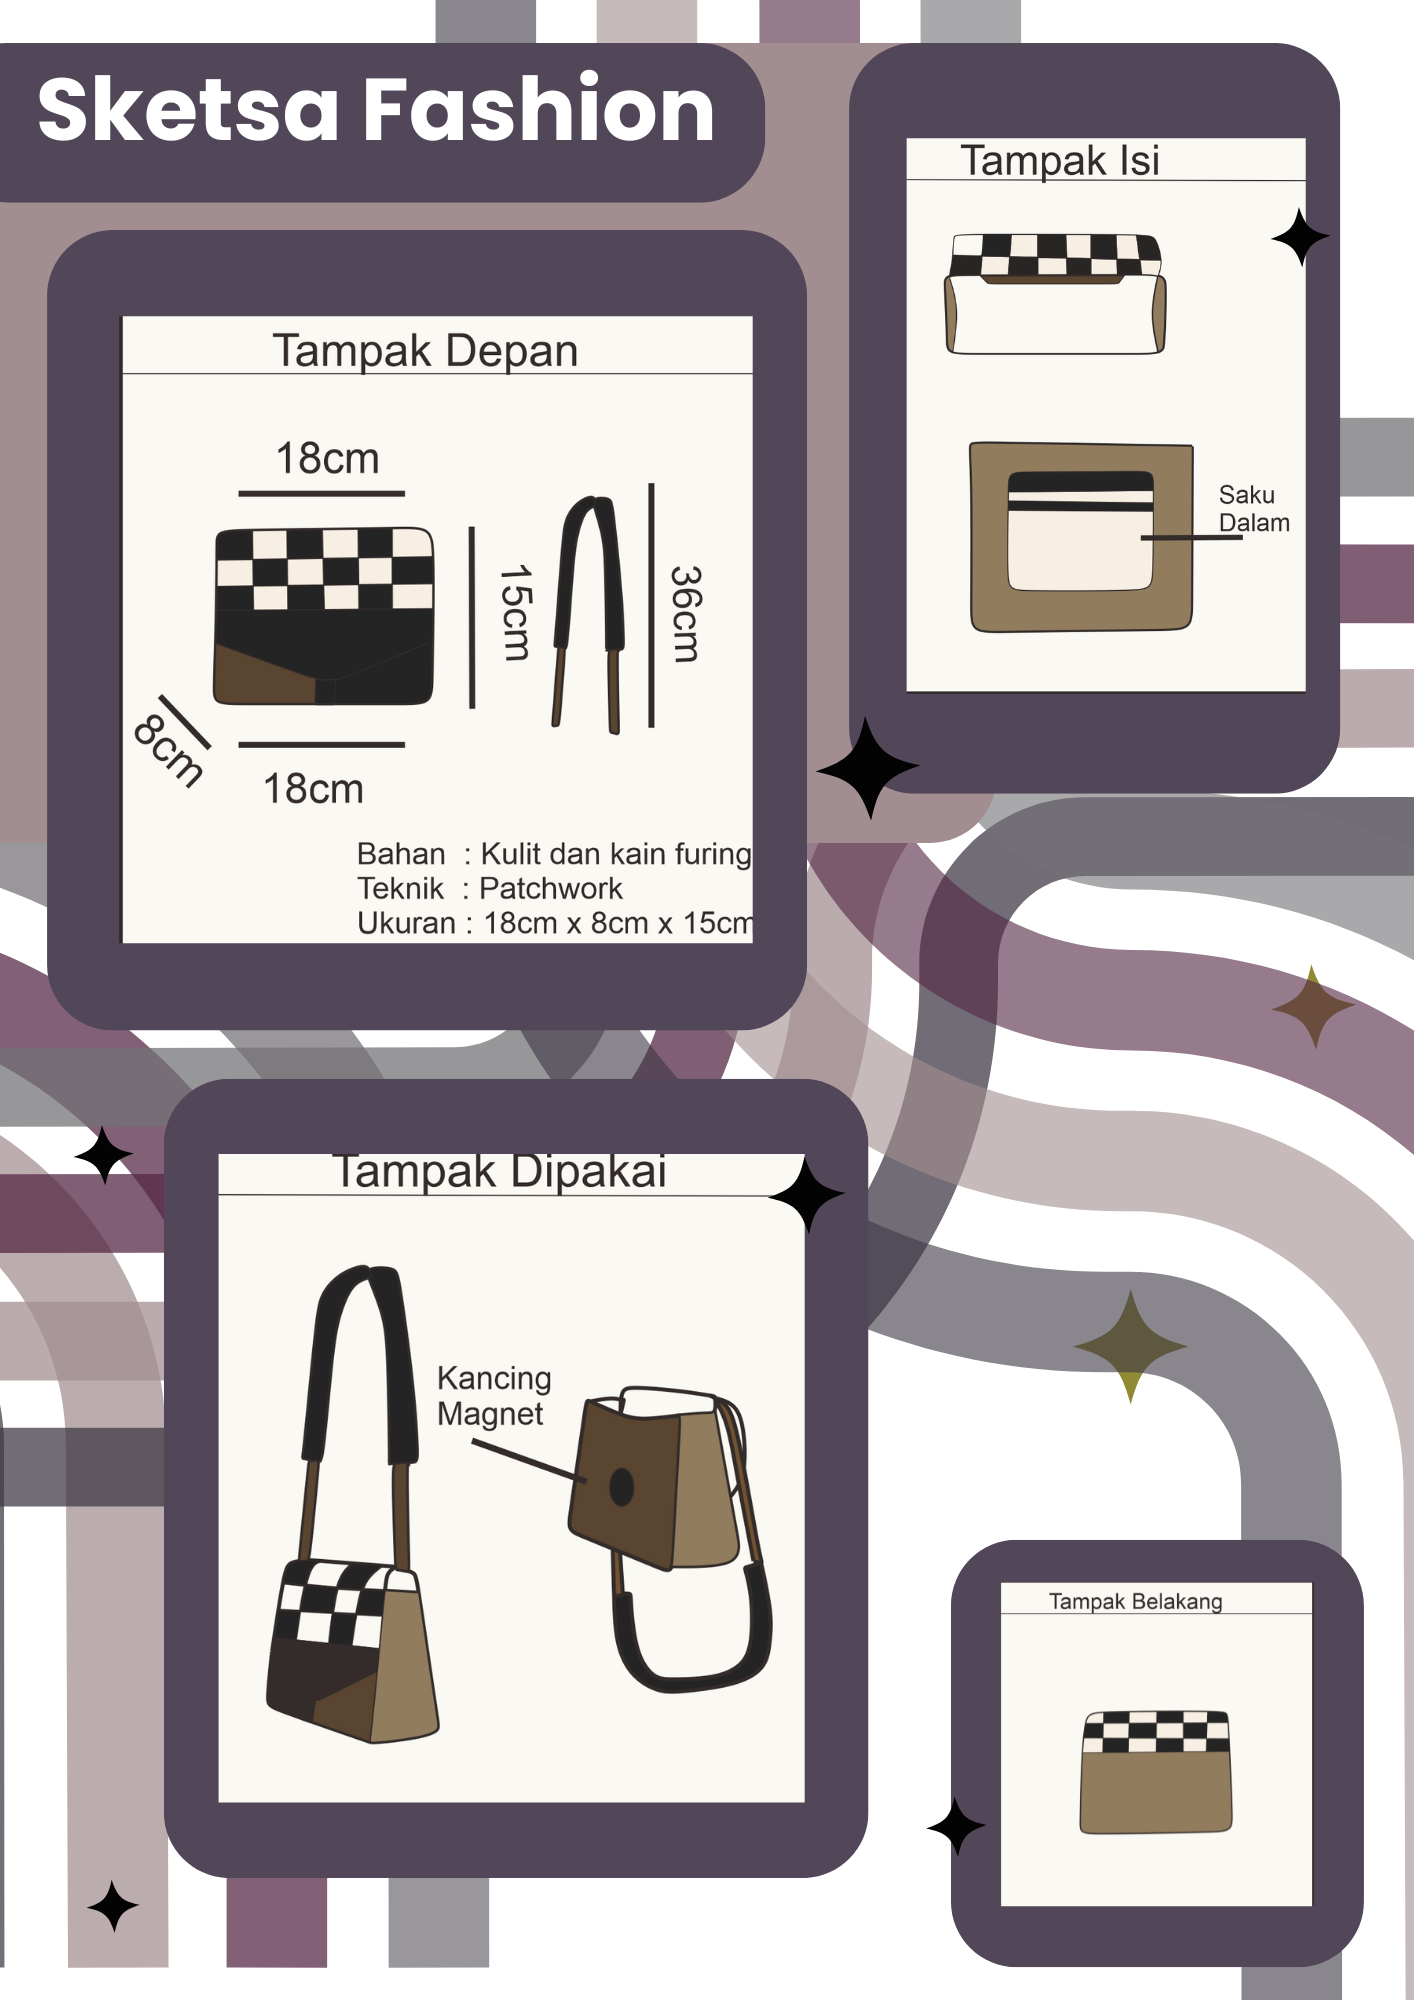 Sketsa Fashion
Tampak Isi
Saku
Dalam
Tampak Depan
18cm
15cm
36cm
8cm
18cm
Bahan : Kulit dan kain furing
Teknik : Patchwork
Ukuran : 18cm x 8cm x 15cm
Tampak Dipakai
Kancing
Magnet
Tampak Belakang